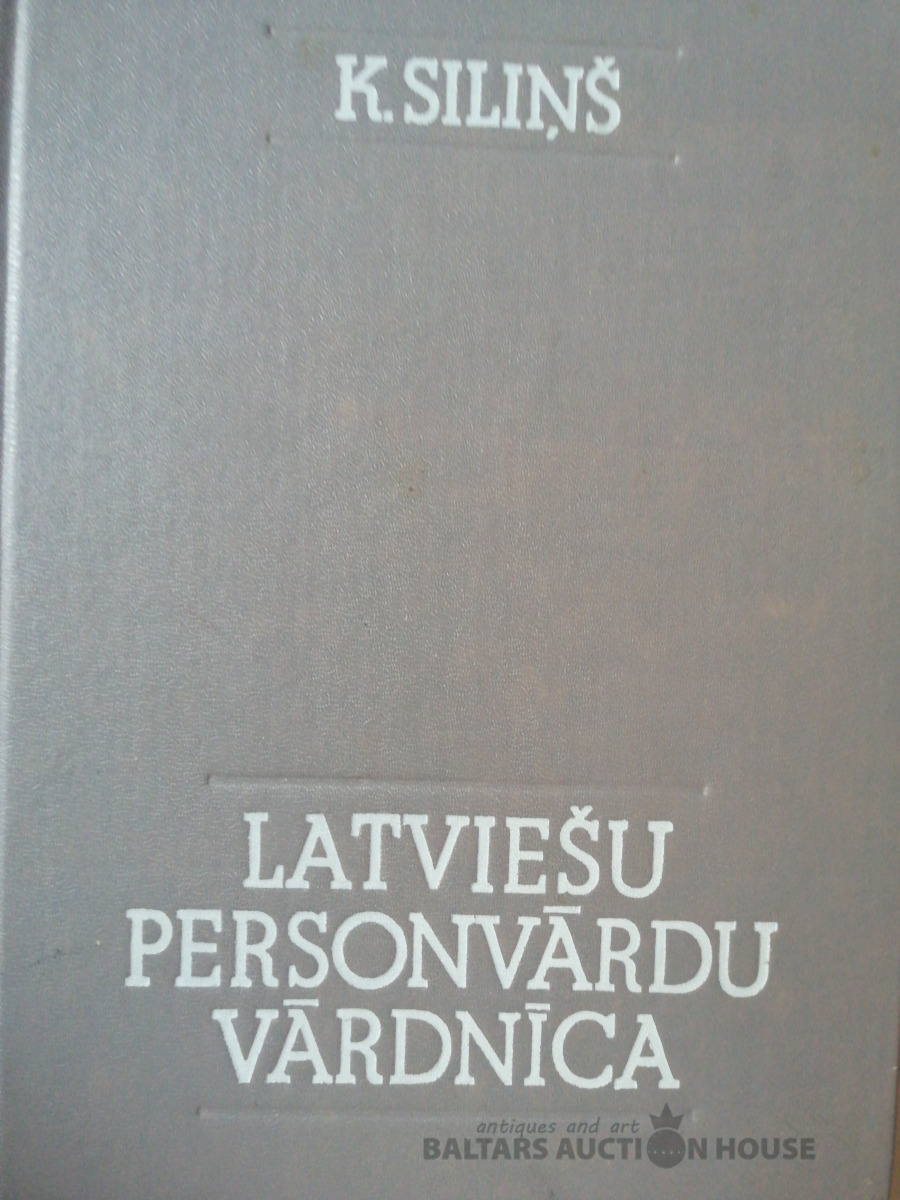 K. SILIŅŠ
LATVIEŠU
PERSONVĀRDU
VĀRDNĪCA
antiques and art
BALTARS AUCTION HOUSE